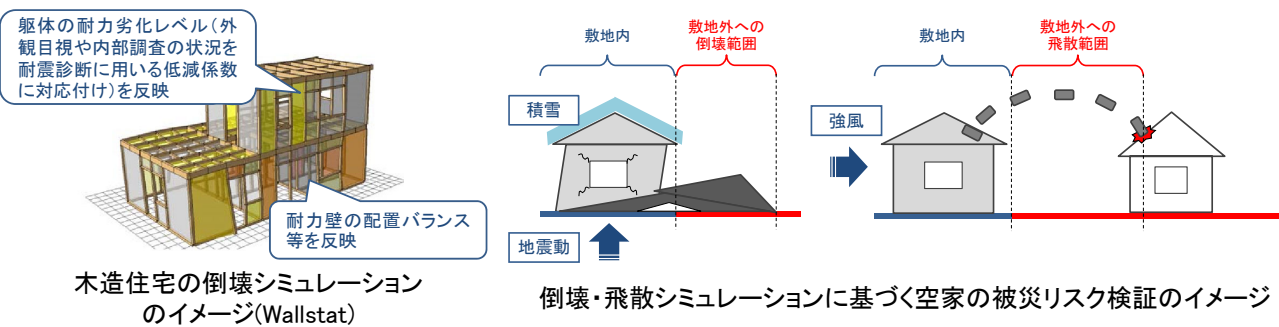 躯体の耐力劣化レベル（外
観目視や内部調査の状況を
耐震診断に用いる低減係数
に対応付け）を反映
耐力壁の配置バランス
等を反映
木造住宅の倒壊シミュレーション
のイメージ(Wallstat)
敷地内
敷地外への
倒壊範囲
積雪
地震動
敷地内
敷地外への
飛散範囲
強風
倒壊・飛散シミュレーションに基づく空家の被災リスク検証のイメージ